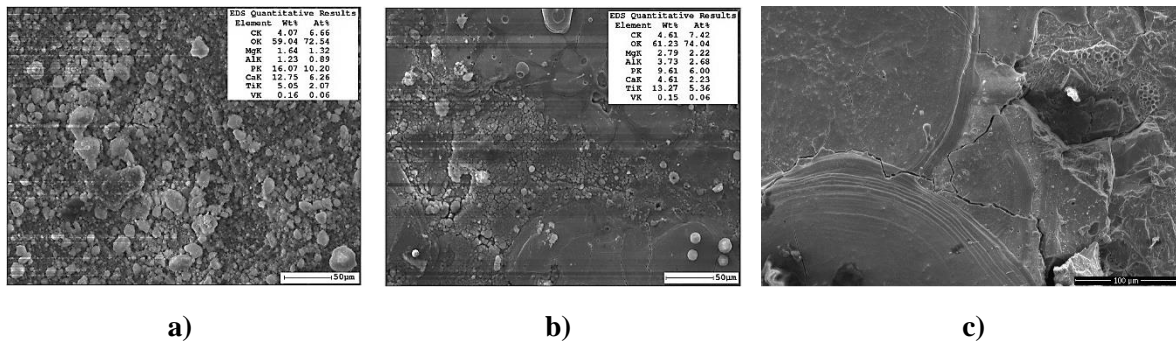 EDS Quantitative Results
Element Wt% At%
CK 4.07 6.66
OK 59.04 72.54
MgK 1.64 1.32
AlK 1.23 0.89
PK 16.07 10.20
CaK 12.75 6.26
TiK 5.05 2.07
VK 0.16 0.06
50µm
EDS Quantitative Results
Element Wt% At%
CK 4.61 7.42
OK 61.23 74.04
MgK 2.79 2.22
AlK 3.73 2.68
PK 9.61 6.00
CaK 4.61 2.23
TiK 13.27 5.36
VK 0.15 0.06
50µm
100 µm
a) b) c)